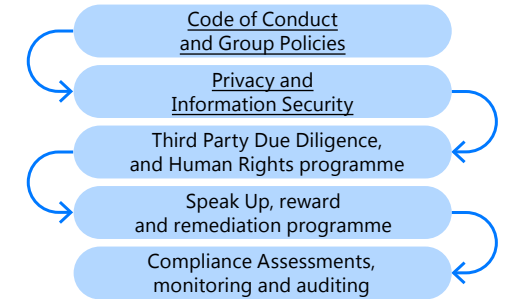 Code of Conduct
and Group Policies
Privacy and
Information Security
Third Party Due Diligence,
and Human Rights programme
Speak Up, reward
and remediation programme
Compliance Assessments,
monitoring and auditing